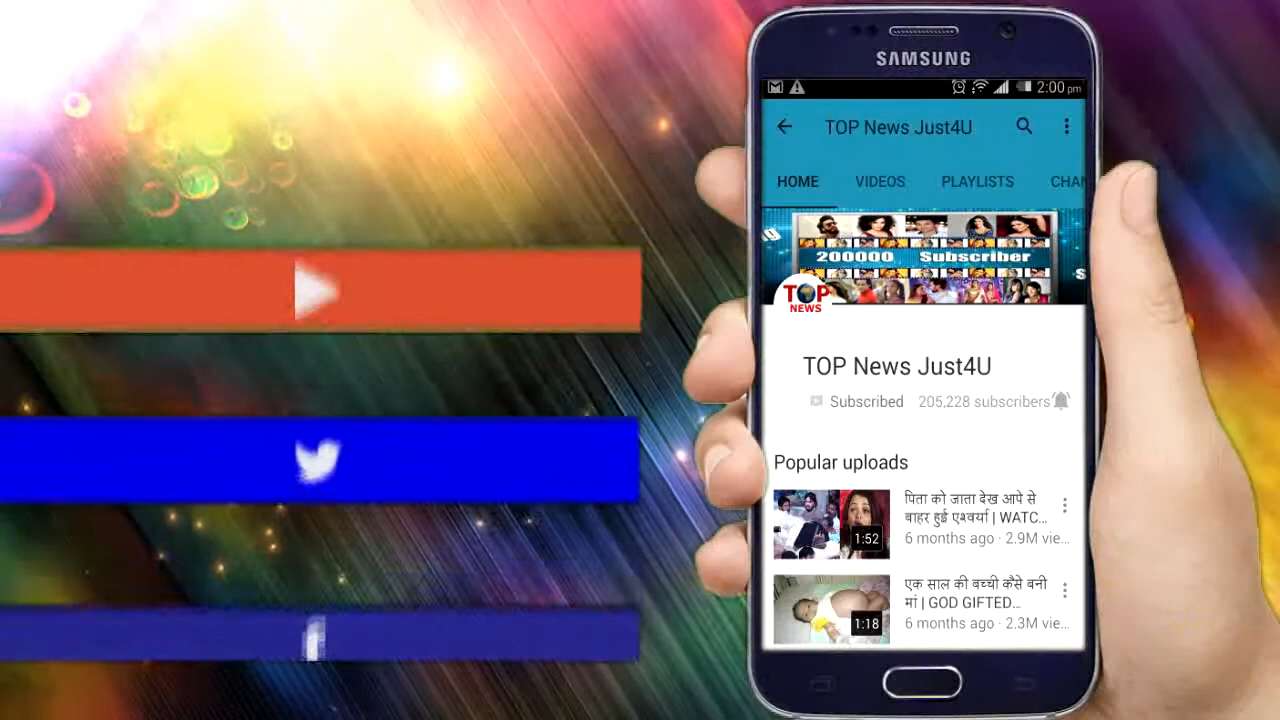 SAMSUNG
2:00 pm
TOP News Just4U
HOME VIDEOS PLAYLISTS CHAN
200000 Subscriber
TOP
NEWS
TOP News Just4U
Subscribed 205,228 subscribers
Popular uploads
पिता को जाता देख आपे से
बाहर हुई एश्वर्या | WATC...
1:52
6 months ago · 2.9M vie...
एक साल की बच्ची कैसे बनी
मां | GOD GIFTED...
1:18
6 months ago · 2.3M vie...